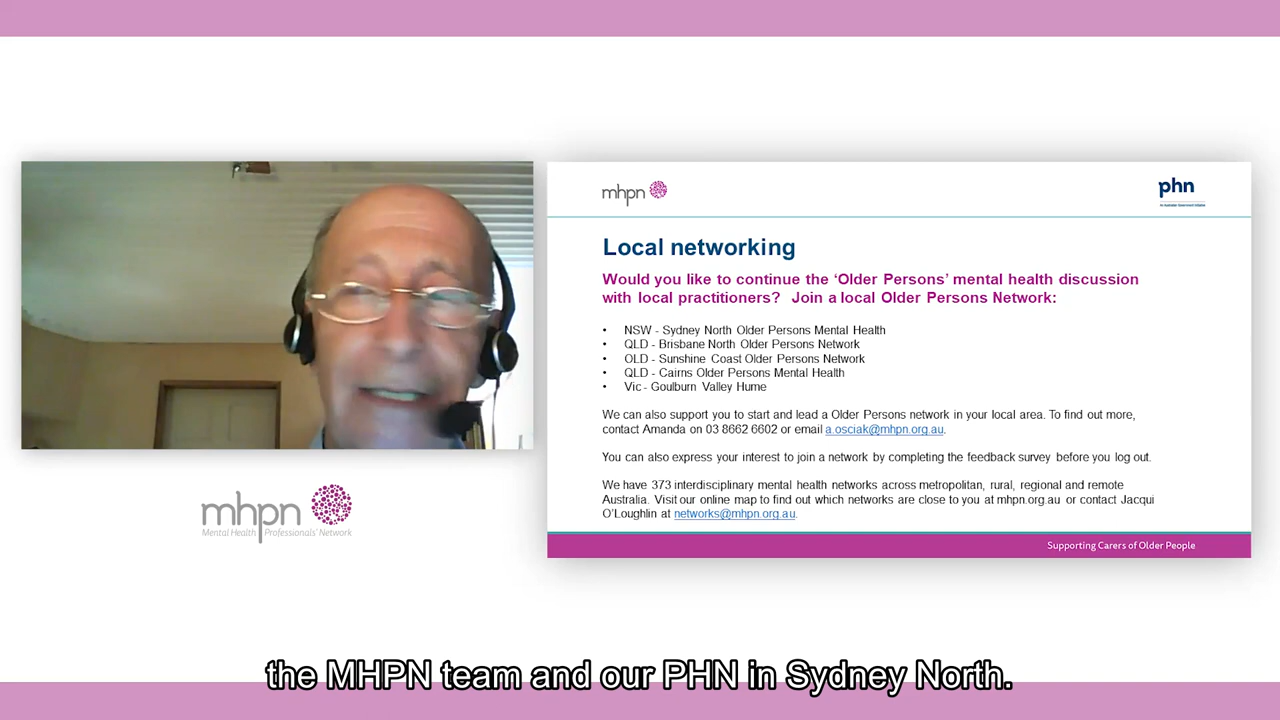 mhpn
Mental Health Professionals' Network
mhpn
phn
An Australian Government Initiative
Local networking
Would you like to continue the ‘Older Persons’ mental health discussion
with local practitioners? Join a local Older Persons Network:
• NSW - Sydney North Older Persons Mental Health
• QLD - Brisbane North Older Persons Network
• OLD - Sunshine Coast Older Persons Network
• QLD - Cairns Older Persons Mental Health
• Vic - Goulburn Valley Hume
We can also support you to start and lead a Older Persons network in your local area. To find out more,
contact Amanda on 03 8662 6602 or email a.osciak@mhpn.org.au.
You can also express your interest to join a network by completing the feedback survey before you log out.
We have 373 interdisciplinary mental health networks across metropolitan, rural, regional and remote
Australia. Visit our online map to find out which networks are close to you at mhpn.org.au or contact Jacqui
O’Loughlin at networks@mhpn.org.au.
Supporting Carers of Older People
the MHPN team and our PHN in Sydney North.